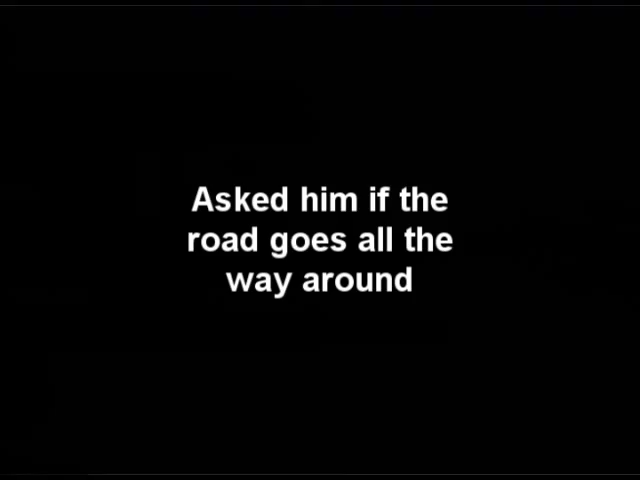 Asked him if the
road goes all the
way around